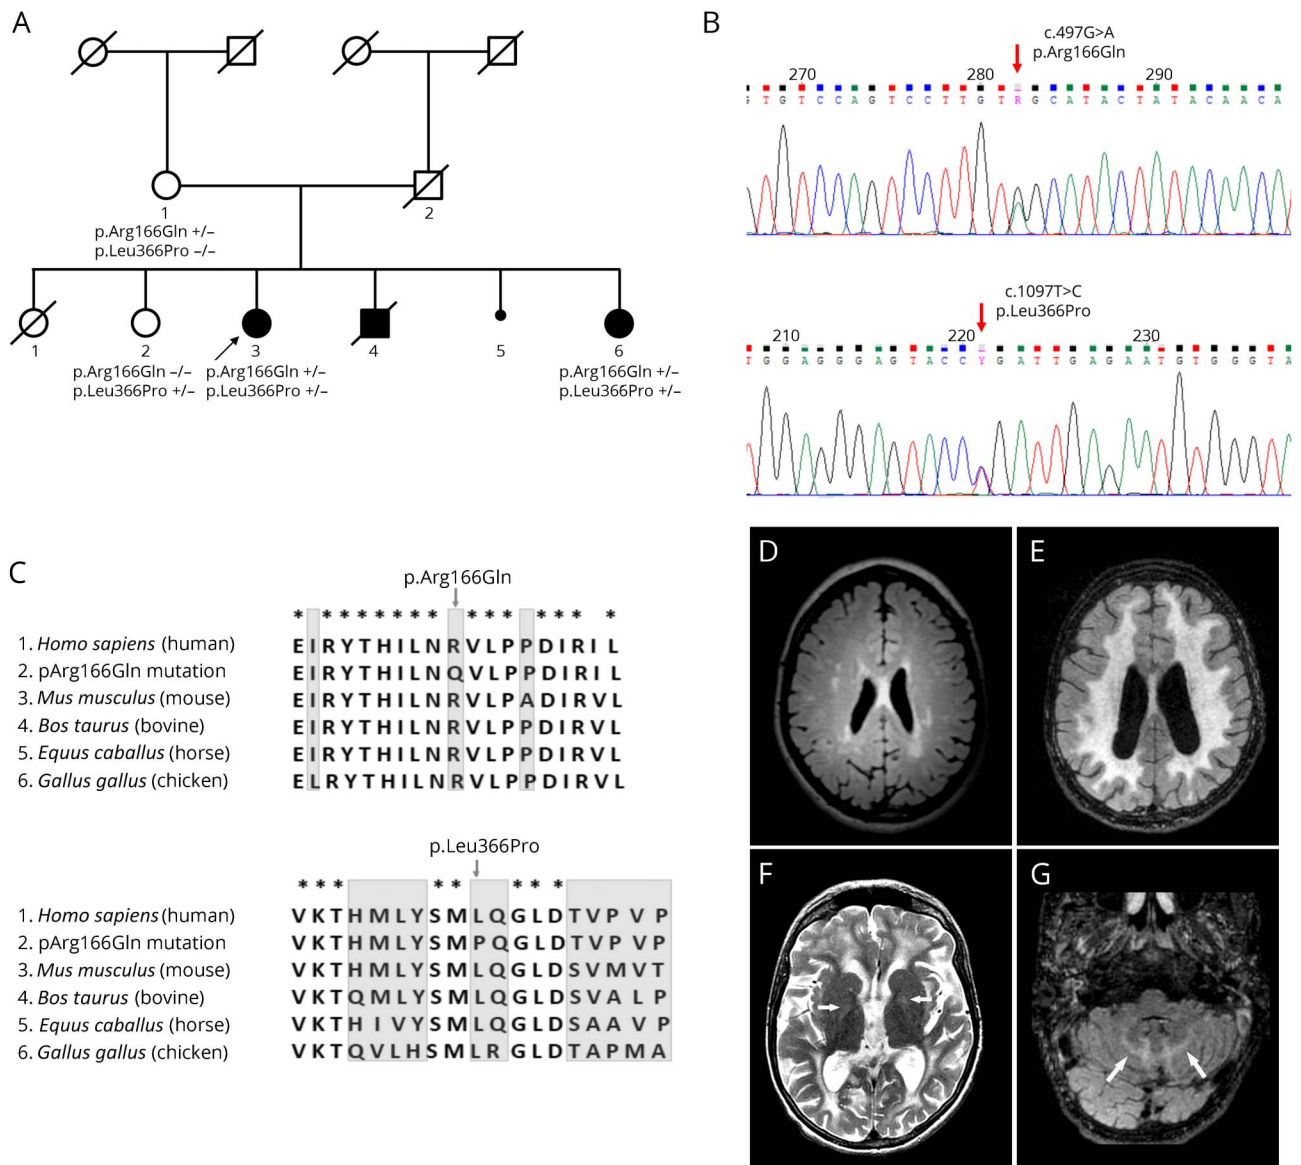 A
1
p.Arg166Gln +/–
p.Leu366Pro –/–
2
1
2
p.Arg166Gln –/–
p.Leu366Pro +/–
3
p.Arg166Gln +/–
p.Leu366Pro +/–
4
5
6
p.Arg166Gln +/–
p.Leu366Pro +/–
B
c.497G>A
p.Arg166Gln
270 280 290
G T G T C C A G T C C T T G T R G C A T A C T A T A C A A C A
c.1097T>C
p.Leu366Pro
210 220 230
T G G A G G G A G T A C C Y G A T T G A G A A T G T G G G T A
C
p.Arg166Gln
* * * * * * * * * * * * * * *
1. Homo sapiens (human) E I R Y T H I L N R V L P P D I R I L
2. pArg166Gln mutation E I R Y T H I L N Q V L P P D I R I L
3. Mus musculus (mouse) E I R Y T H I L N R V L P A D I R V L
4. Bos taurus (bovine) E I R Y T H I L N R V L P P D I R V L
5. Equus caballus (horse) E I R Y T H I L N R V L P P D I R V L
6. Gallus gallus (chicken) E L R Y T H I L N R V L P P D I R V L
p.Leu366Pro
* * * * * * * *
1. Homo sapiens (human) V K T H M L Y S M L Q G L D T V P V P
2. pArg166Gln mutation V K T H M L Y S M P Q G L D T V P V P
3. Mus musculus (mouse) V K T H M L Y S M L Q G L D S V M V T
4. Bos taurus (bovine) V K T Q M L Y S M L Q G L D S V A L P
5. Equus caballus (horse) V K T H I V Y S M L Q G L D S A A V P
6. Gallus gallus (chicken) V K T Q V L H S M L R G L D T A P M A
D
E
F
G